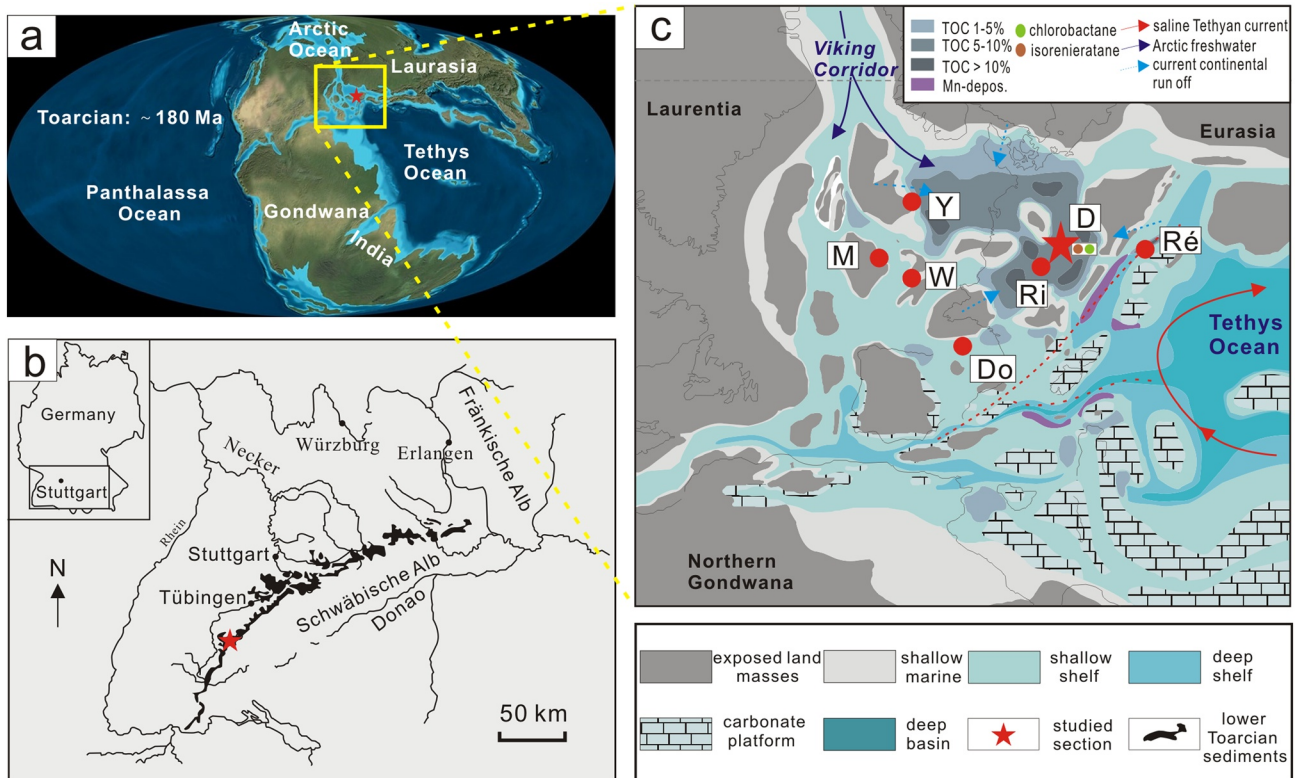 a
Arctic
Ocean
Laurasia
Toarcian: ~ 180 Ma
Tethys
Ocean
Panthalassa
Ocean
Gondwana
India
b
Germany
Stuttgart
Necker
Würzburg
Erlangen
Fränkische Alb
Rhein
Stuttgart
N
Tübingen
Schwäbische Alb
Donao
50 km
c
TOC 1-5%
TOC 5-10%
TOC > 10%
Mn-depos.
chlorobactane
isorenieratane
saline Tethyan current
Arctic freshwater
current continental
run off
Viking
Corridor
Laurentia
Eurasia
Y
D
Ré
M
W
Ri
Do
Tethys
Ocean
Northern
Gondwana
exposed land
masses
shallow
marine
shallow
shelf
deep
shelf
carbonate
platform
deep
basin
studied
section
lower
Toarcian
sediments